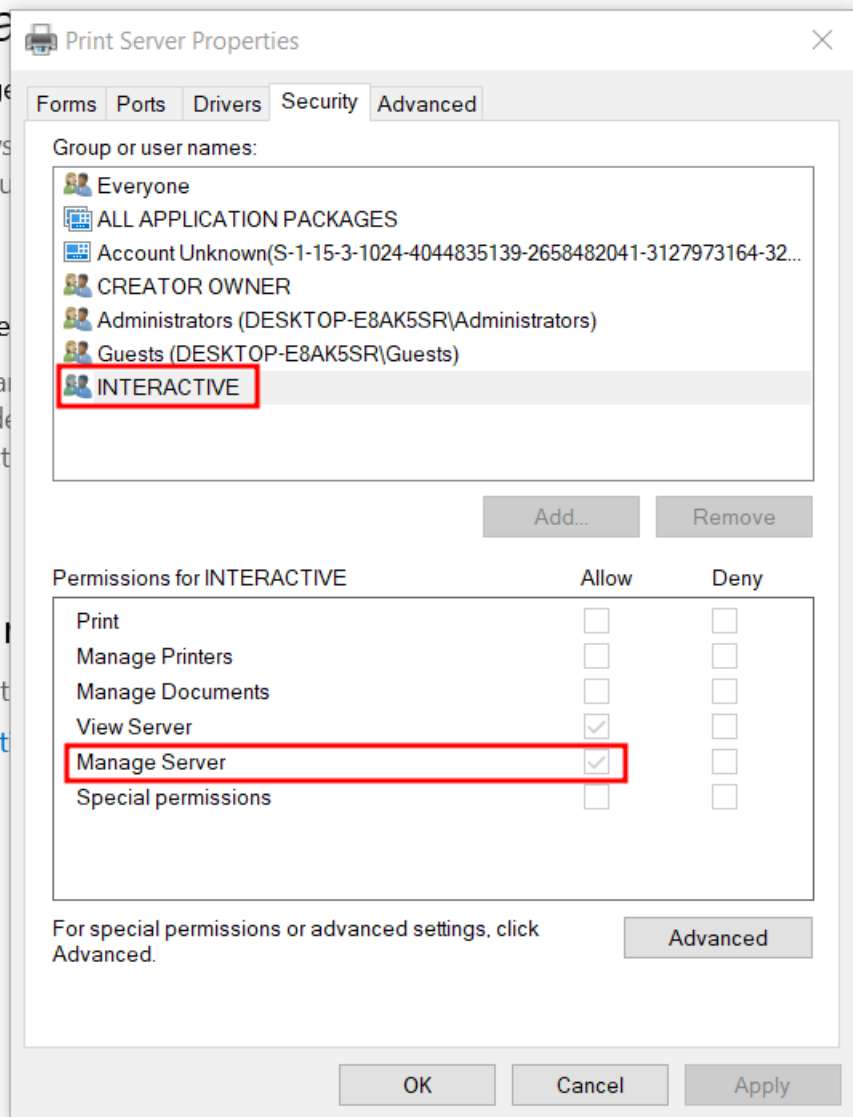 Print Server Properties
Forms Ports Drivers Security Advanced
Group or user names:
Everyone
ALL APPLICATION PACKAGES
Account Unknown(S-1-15-3-1024-4044835139-2658482041-3127973164-32...
CREATOR OWNER
Administrators (DESKTOP-E8AK5SR\Administrators)
Guests (DESKTOP-E8AK5SR\Guests)
INTERACTIVE
Add... Remove
Permissions for INTERACTIVE Allow Deny
Print
Manage Printers
Manage Documents
View Server
Manage Server
Special permissions
For special permissions or advanced settings, click
Advanced.
Advanced
OK Cancel Apply